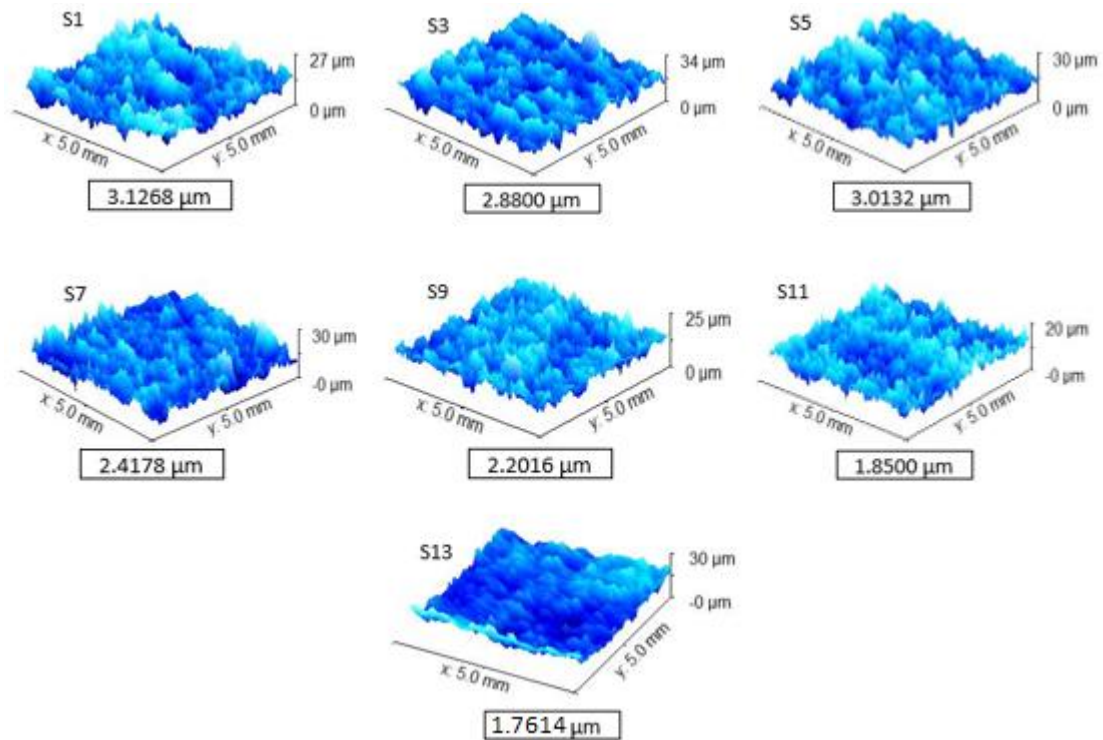 S1
27 µm
0 µm
x: 5.0 mm
y: 5.0 mm
3.1268 µm
S3
34 µm
0 µm
x: 5.0 mm
y: 5.0 mm
2.8800 µm
S5
30 µm
0 µm
x: 5.0 mm
y: 5.0 mm
3.0132 µm
S7
30 µm
-0 µm
x: 5.0 mm
y: 5.0 mm
2.4178 µm
S9
25 µm
0 µm
x: 5.0 mm
y: 5.0 mm
2.2016 µm
S11
20 µm
-0 µm
x: 5.0 mm
y: 5.0 mm
1.8500 µm
S13
30 µm
-0 µm
x: 5.0 mm
y: 5.0 mm
1.7614 µm